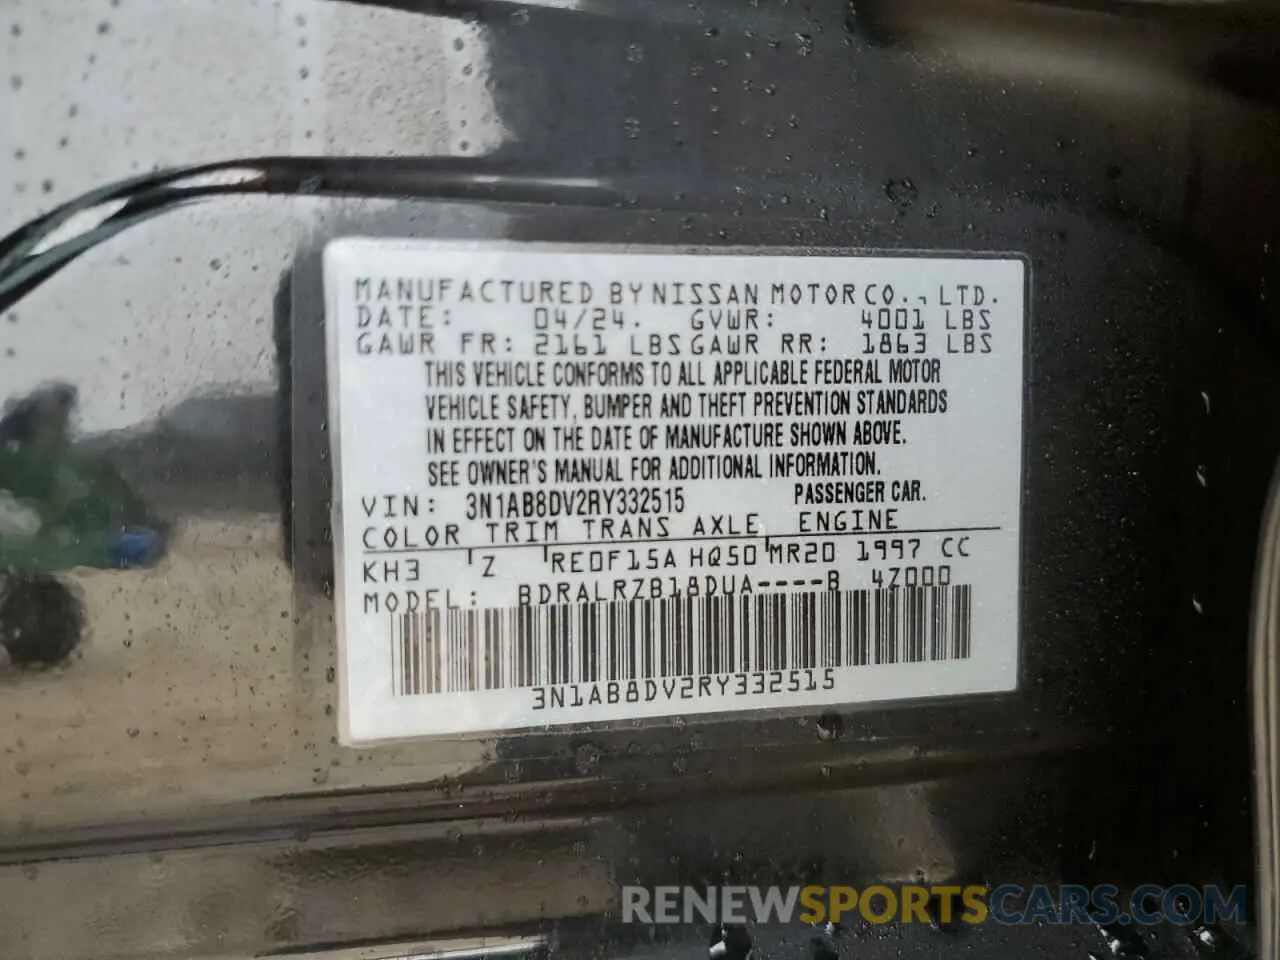 MANUFACTURED BY NISSAN MOTOR CO., LTD.
DATE: 04/24. GVWR: 4001 LBS
GAWR FR: 2161 LBS GAWR RR: 1863 LBS
THIS VEHICLE CONFORMS TO ALL APPLICABLE FEDERAL MOTOR
VEHICLE SAFETY, BUMPER AND THEFT PREVENTION STANDARDS
IN EFFECT ON THE DATE OF MANUFACTURE SHOWN ABOVE.
SEE OWNER'S MANUAL FOR ADDITIONAL INFORMATION.
VIN: 3N1AB8DV2RY332515 PASSENGER CAR.
COLOR TRIM TRANS AXLE ENGINE
KH3 Z RE0F15A HQ50 MR20 1997 CC
MODEL: BDRALRZB18DUA----B 47000
3N1AB8DV2RY332515
RENEWSPORTSCARS.COM